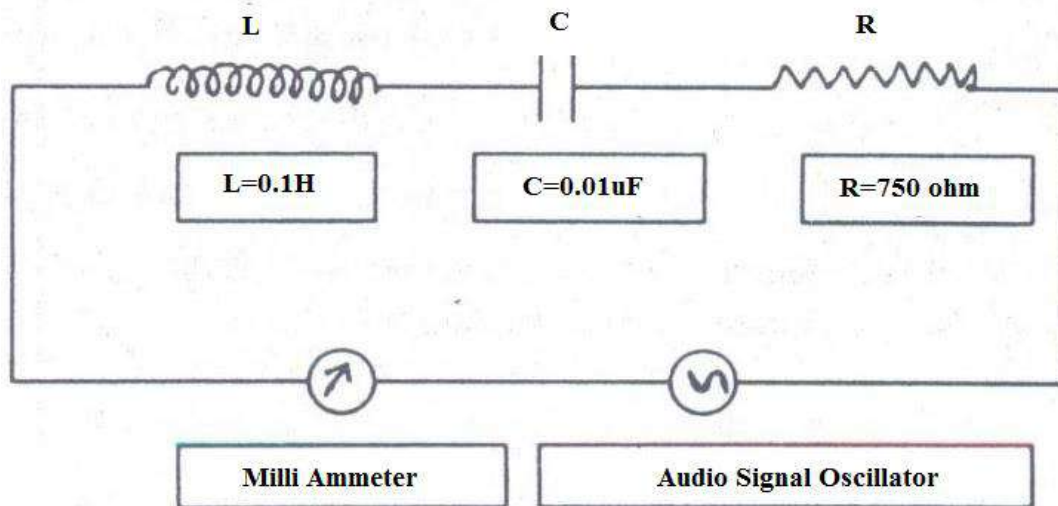 L
C
R
L=0.1H
C=0.01uF
R=750 ohm
Milli Ammeter
Audio Signal Oscillator